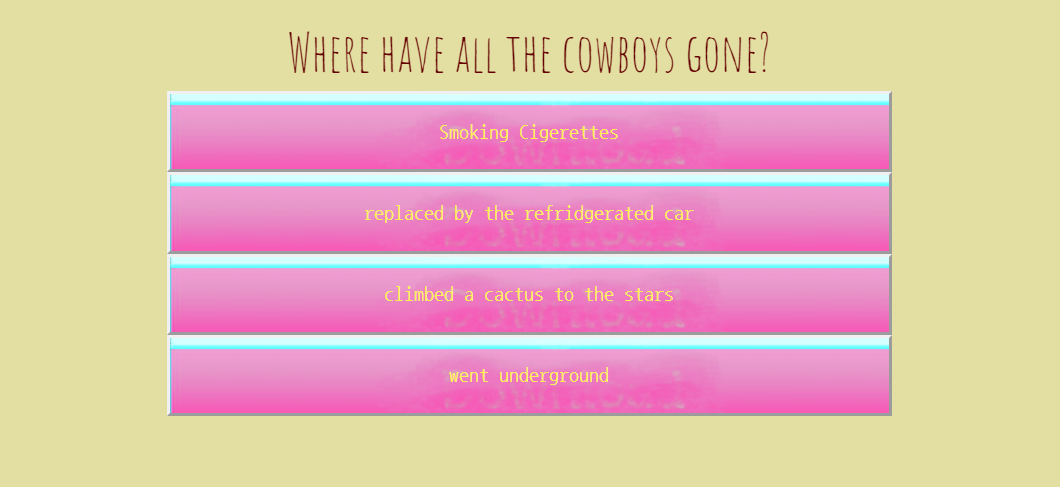 Where have all the cowboys gone?
Smoking Cigerettes
replaced by the refridgerated car
climbed a cactus to the stars
went underground